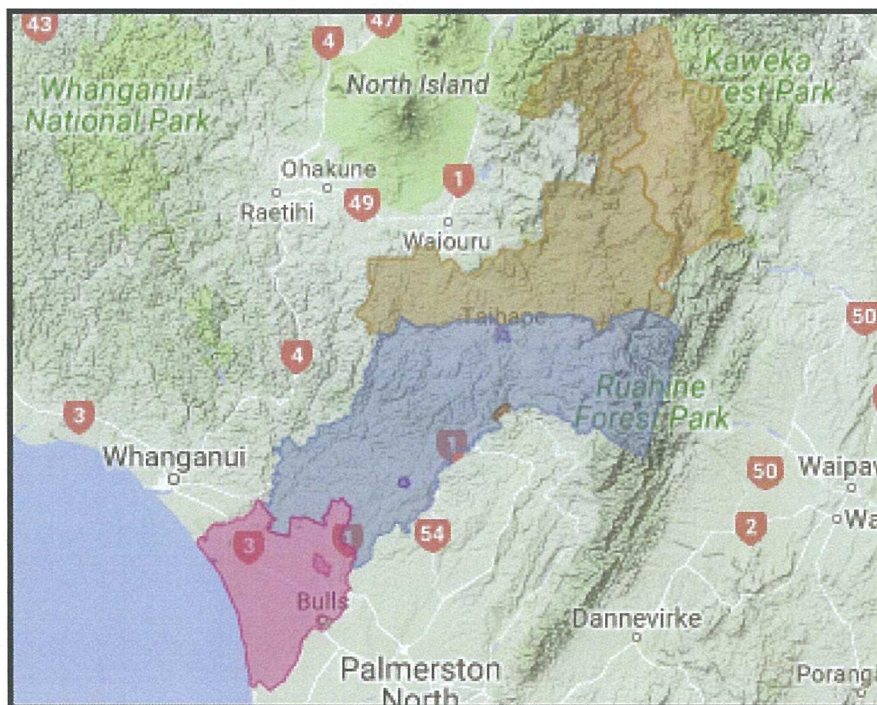 43
47
4
North Island
Kaweka
Forest Park
Whanganui
National Park
Ohakune
1
Raetihi
49
Waiouru
Taihape
50
4
Ruahine
Forest Park
3
Whanganui
1
50
Waipav
3
1
54
2
Wa
Bulls
Dannevirke
Palmerston
North
Poranga